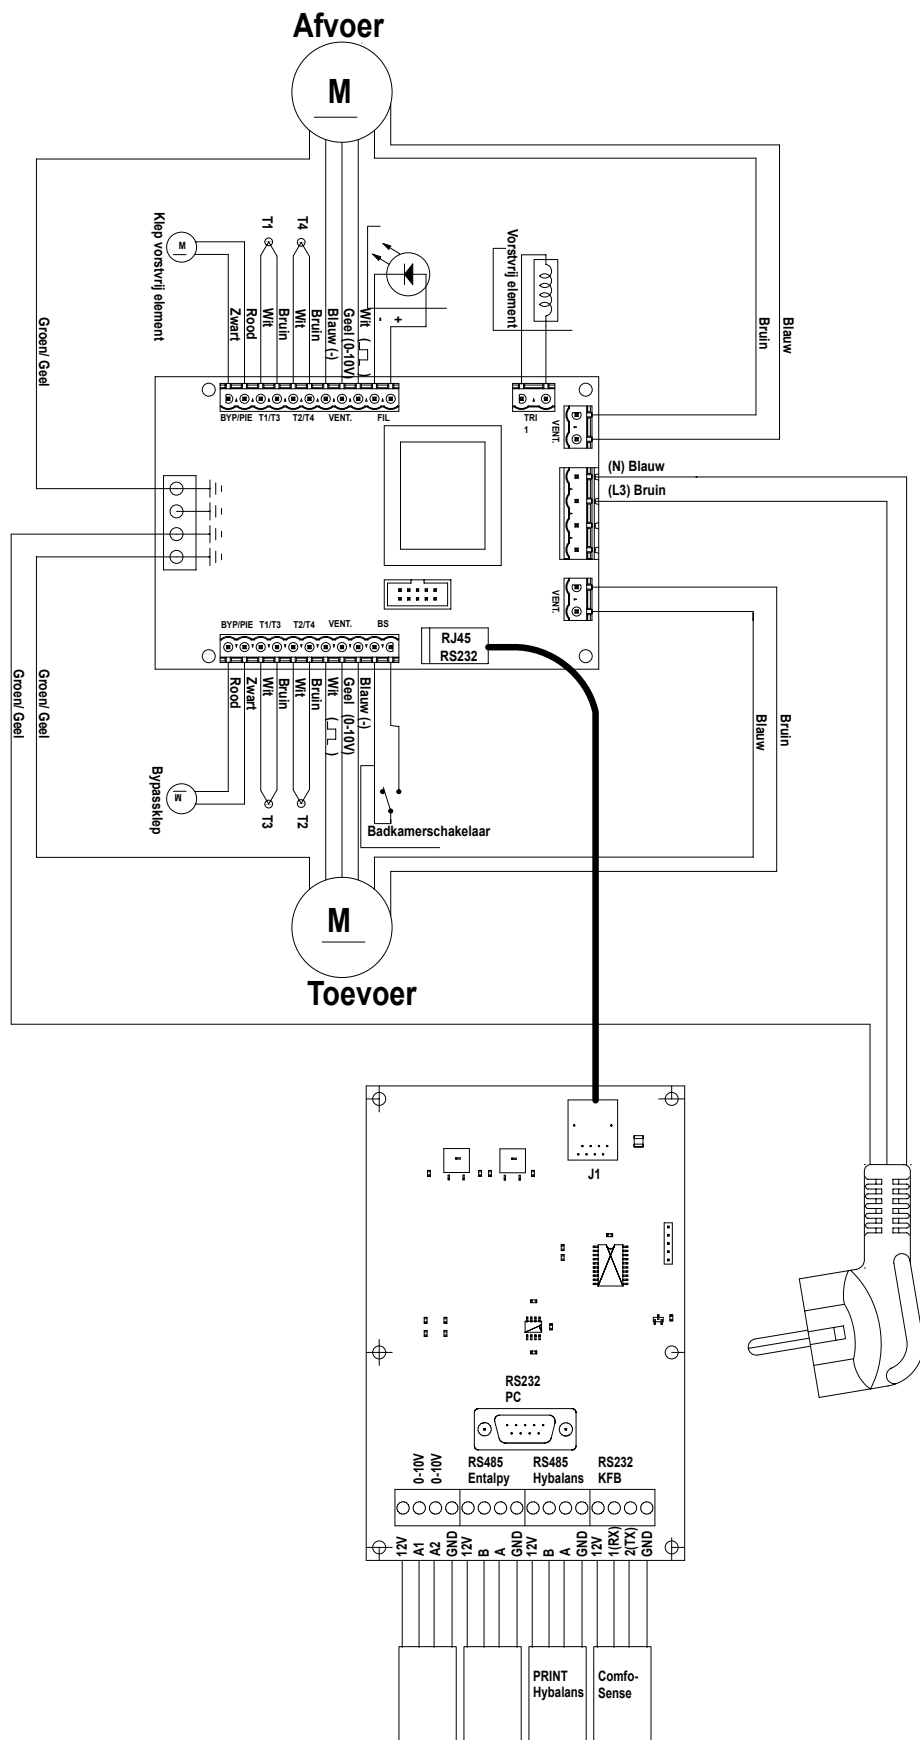 Afvoer
M
Klep vorstvrij element
M
T1
T4
Vorstvrij element
Zwart
Rood
Wit
Bruin
Wit
Bruin
Blauw (-)
Geel (0-10V)
Wit
-
+
Groen/ Geel
Bruin
Blauw
BYP/PIE
T1/T3
T2/T4
VENT.
FIL
TRI
1
VENT.
(N) Blauw
(L3) Bruin
VENT.
BYP/PIE
T1/T3
T2/T4
VENT.
BS
RJ45
RS232
Groen/ Geel
Groen/ Geel
Rood
Zwart
Wit
Bruin
Wit
Bruin
Wit
Geel (0-10V)
Blauw (-)
Blauw
Bruin
Bypassklep
M
T3
T2
Badkamerschakelaar
M
Toevoer
J1
RS232
PC
0-10V
0-10V
RS485
Entalpy
RS485
Hybalans
RS232
KFB
12V
A1
A2
GND
12V
B
A
GND
12V
B
A
GND
12V
1(RX)
2(TX)
GND
PRINT
Hybalans
Comfo-
Sense